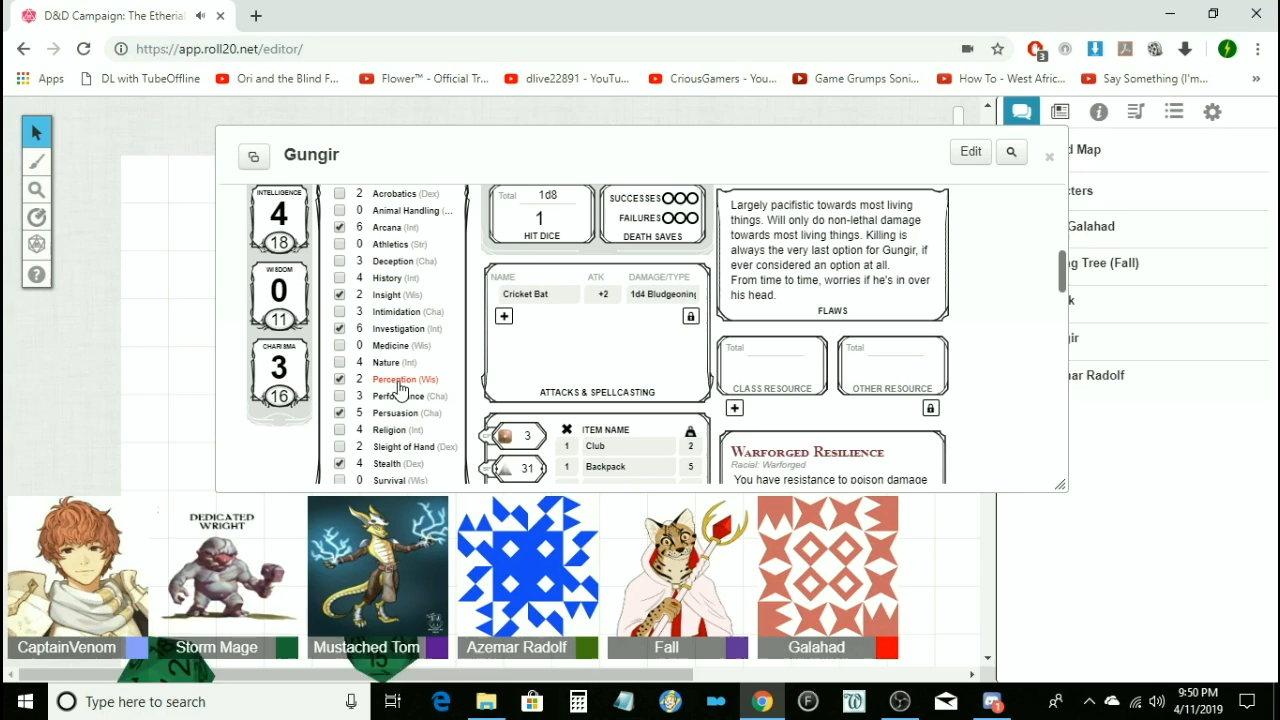 D&D Campaign: The Etheria
https://app.roll20.net/editor/
3
Apps
DL with TubeOffline
Ori and the Blind F...
Flower™ - Official Tr...
dlive22891 - YouTu...
CriousGamers - You...
Game Grumps Soni...
How To - West Afric...
Say Something (I'm...
»
Gungir
Edit
INTELLIGENCE
4
18
WISDOM
0
11
CHARISMA
3
16
2 Acrobatics (Dex)
0 Animal Handling (...
6 Arcana (Int)
0 Athletics (Str)
3 Deception (Cha)
4 History (Int)
2 Insight (Wis)
3 Intimidation (Cha)
6 Investigation (Int)
0 Medicine (Wis)
4 Nature (Int)
2 Perception (Wis)
3 Performance (Cha)
5 Persuasion (Cha)
4 Religion (Int)
2 Sleight of Hand (Dex)
4 Stealth (Dex)
0 Survival (Wis)
Total 1d8
1
HIT DICE
SUCCESSES
FAILURES
DEATH SAVES
NAME ATK DAMAGE/TYPE
Cricket Bat +2 1d4 Bludgeoning
ATTACKS & SPELLCASTING
3
31
ITEM NAME
1 Club 2
1 Backpack 5
Largely pacifistic towards most living
things. Will only do non-lethal damage
towards most living things. Killing is
always the very last option for Gungir, if
ever considered an option at all.
From time to time, worries if he's in over
his head.
FLAWS
Total
CLASS RESOURCE
Total
OTHER RESOURCE
WARFORGED RESILIENCE
Racial: Warforged
You have resistance to poison damage
d Map
cters
Galahad
ng Tree (Fall)
k
gir
nar Radolf
DEDICATED
WRIGHT
CaptainVenom
Storm Mage
Mustached Tom
Azemar Radolf
Fall
Galahad
12
15
Type here to search
9:50 PM
4/11/2019